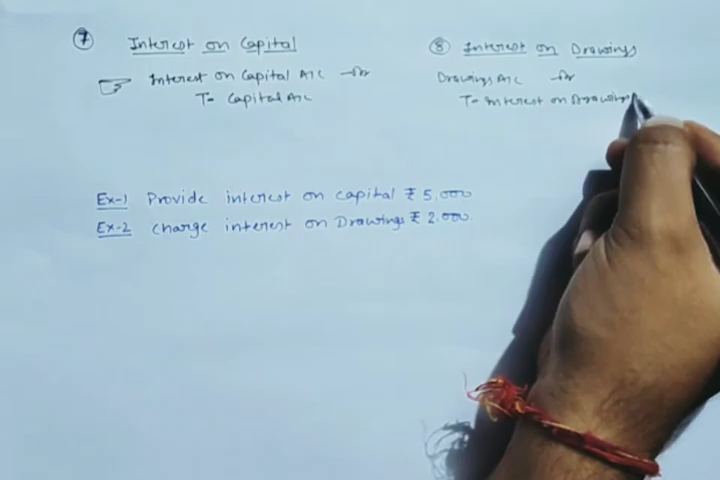 ⑦ Interest on Capital
☞ Interest on Capital A/C Dr
To Capital A/C
⑧ Interest on Drawings
Drawings A/C Dr
To Interest on Drawings
Ex-1 Provide interest on capital ₹ 5,000
Ex-2 Charge interest on Drawings ₹ 2,000.